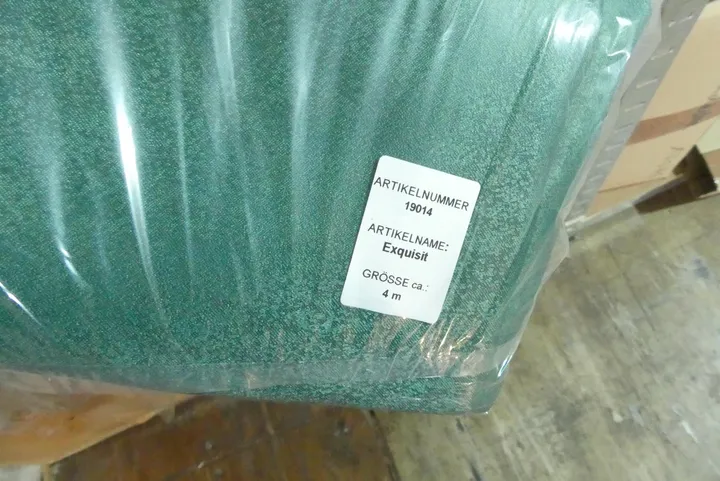 ARTIKELNUMMER
19014
ARTIKELNAME:
Exquisit
GRÖSSE ca.:
4 m